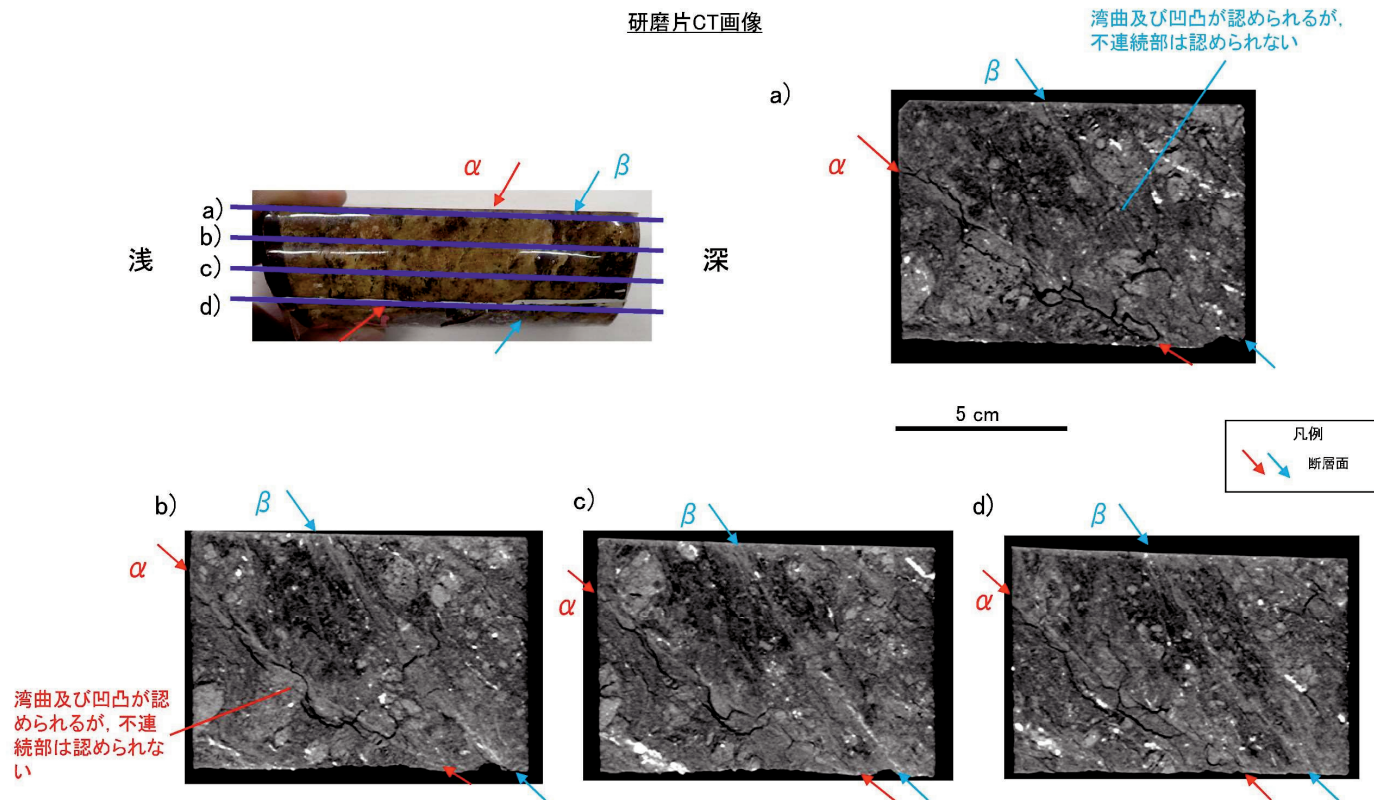 研磨片CT画像
湾曲及び凹凸が認められるが,
不連続部は認められない
β
a)
α
α
β
a)
b)
c)
d)
浅
深
5 cm
凡例
断層面
b)
β
α
湾曲及び凹凸が認
められるが,不連
続部は認められな
い
c)
β
α
d)
β
α